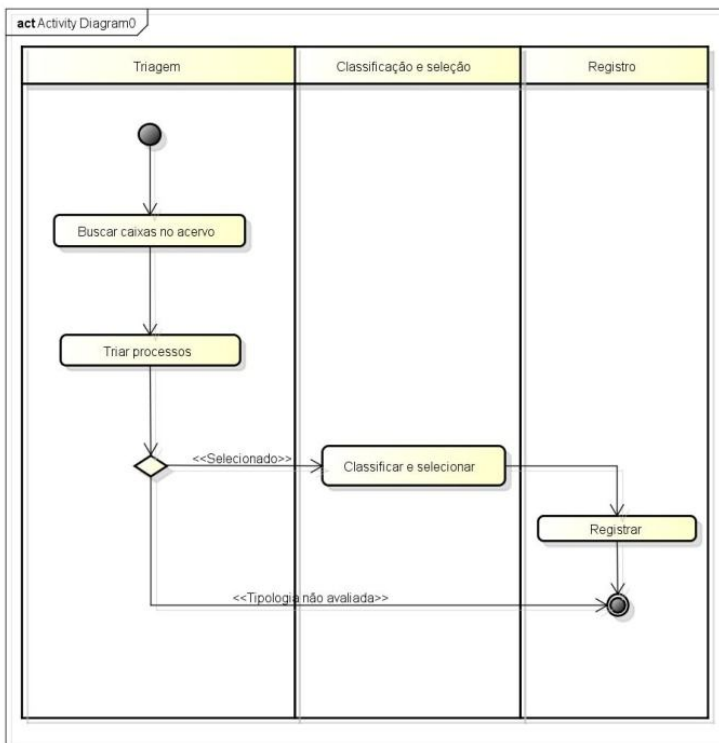 act Activity Diagram0
Triagem
Classificação e seleção
Registro
Buscar caixas no acervo
Triar processos
<<Selecionado>>
Classificar e selecionar
Registrar
<<Tipologia não avaliada>>